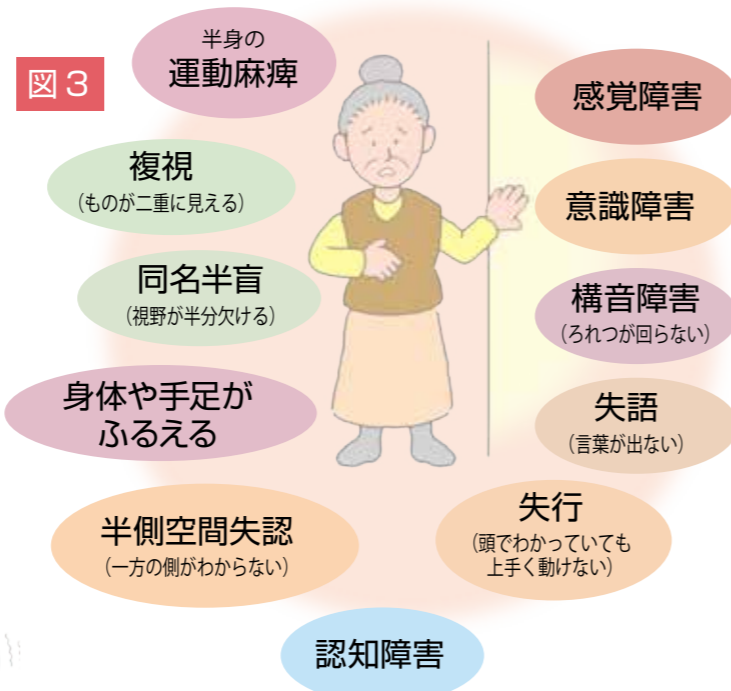 図3
半身の
運動麻痺
複視
(ものが二重に見える)
同名半盲
(視野が半分欠ける)
身体や手足が
ふるえる
半側空間失認
(一方の側がわからない)
感覚障害
意識障害
構音障害
(ろれつが回らない)
失語
(言葉が出ない)
失行
(頭でわかっていても
上手く動けない)
認知障害